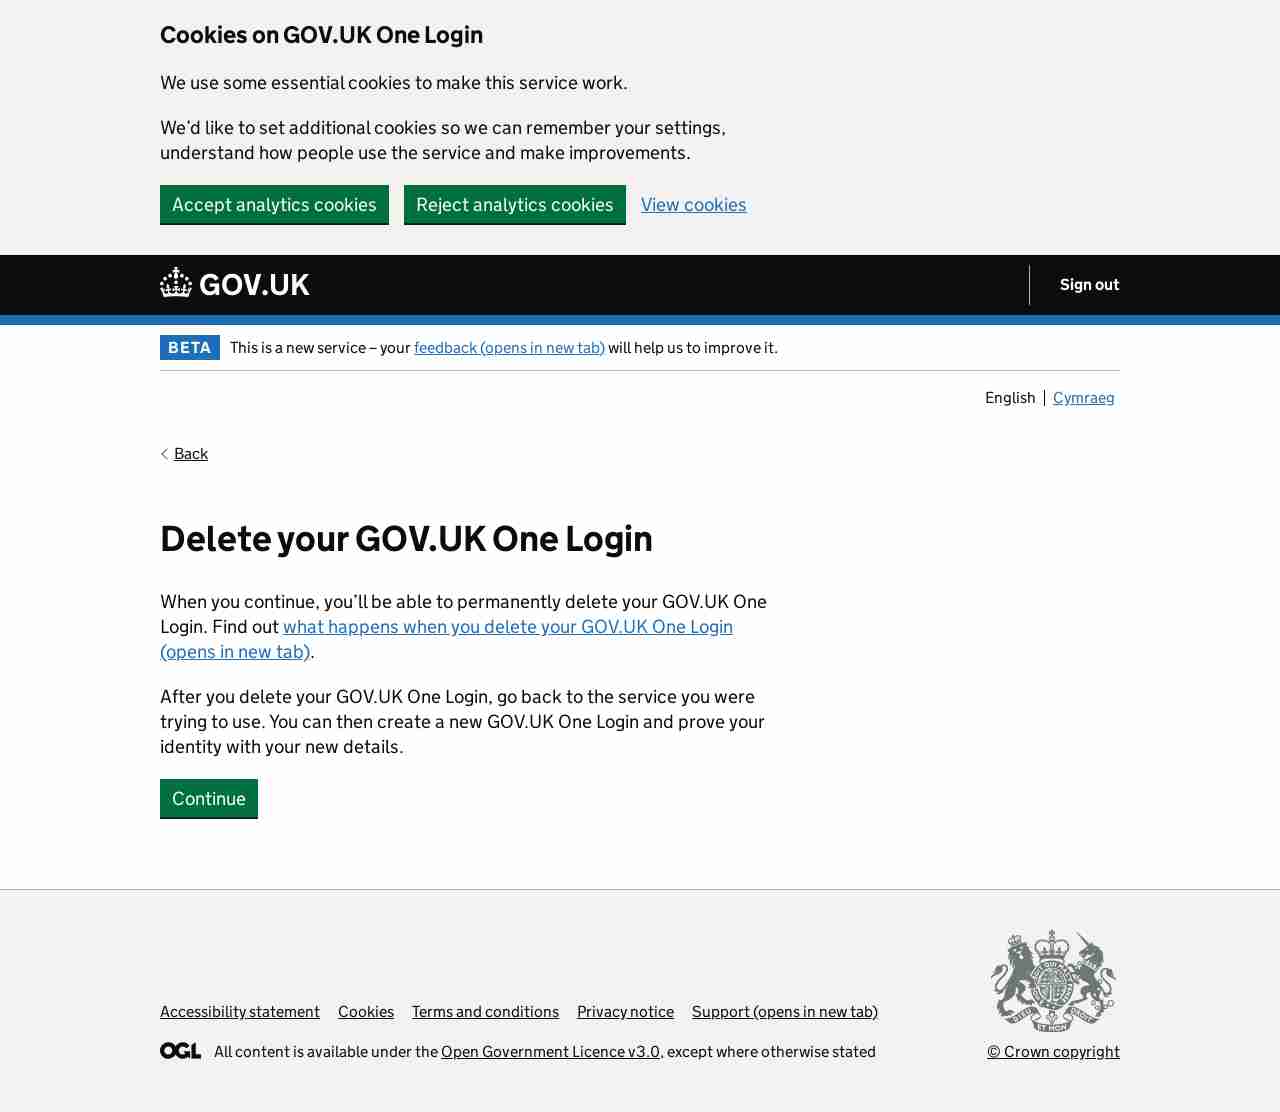 Cookies on GOV.UK One Login
We use some essential cookies to make this service work.
We’d like to set additional cookies so we can remember your settings,
understand how people use the service and make improvements.
Accept analytics cookies Reject analytics cookies View cookies
GOV.UK Sign out
BETA This is a new service – your feedback (opens in new tab) will help us to improve it.
English Cymraeg
Back
Delete your GOV.UK One Login
When you continue, you’ll be able to permanently delete your GOV.UK One
Login. Find out what happens when you delete your GOV.UK One Login
(opens in new tab).
After you delete your GOV.UK One Login, go back to the service you were
trying to use. You can then create a new GOV.UK One Login and prove your
identity with your new details.
Continue
Accessibility statement Cookies Terms and conditions Privacy notice Support (opens in new tab)
OGL All content is available under the Open Government Licence v3.0, except where otherwise stated
© Crown copyright